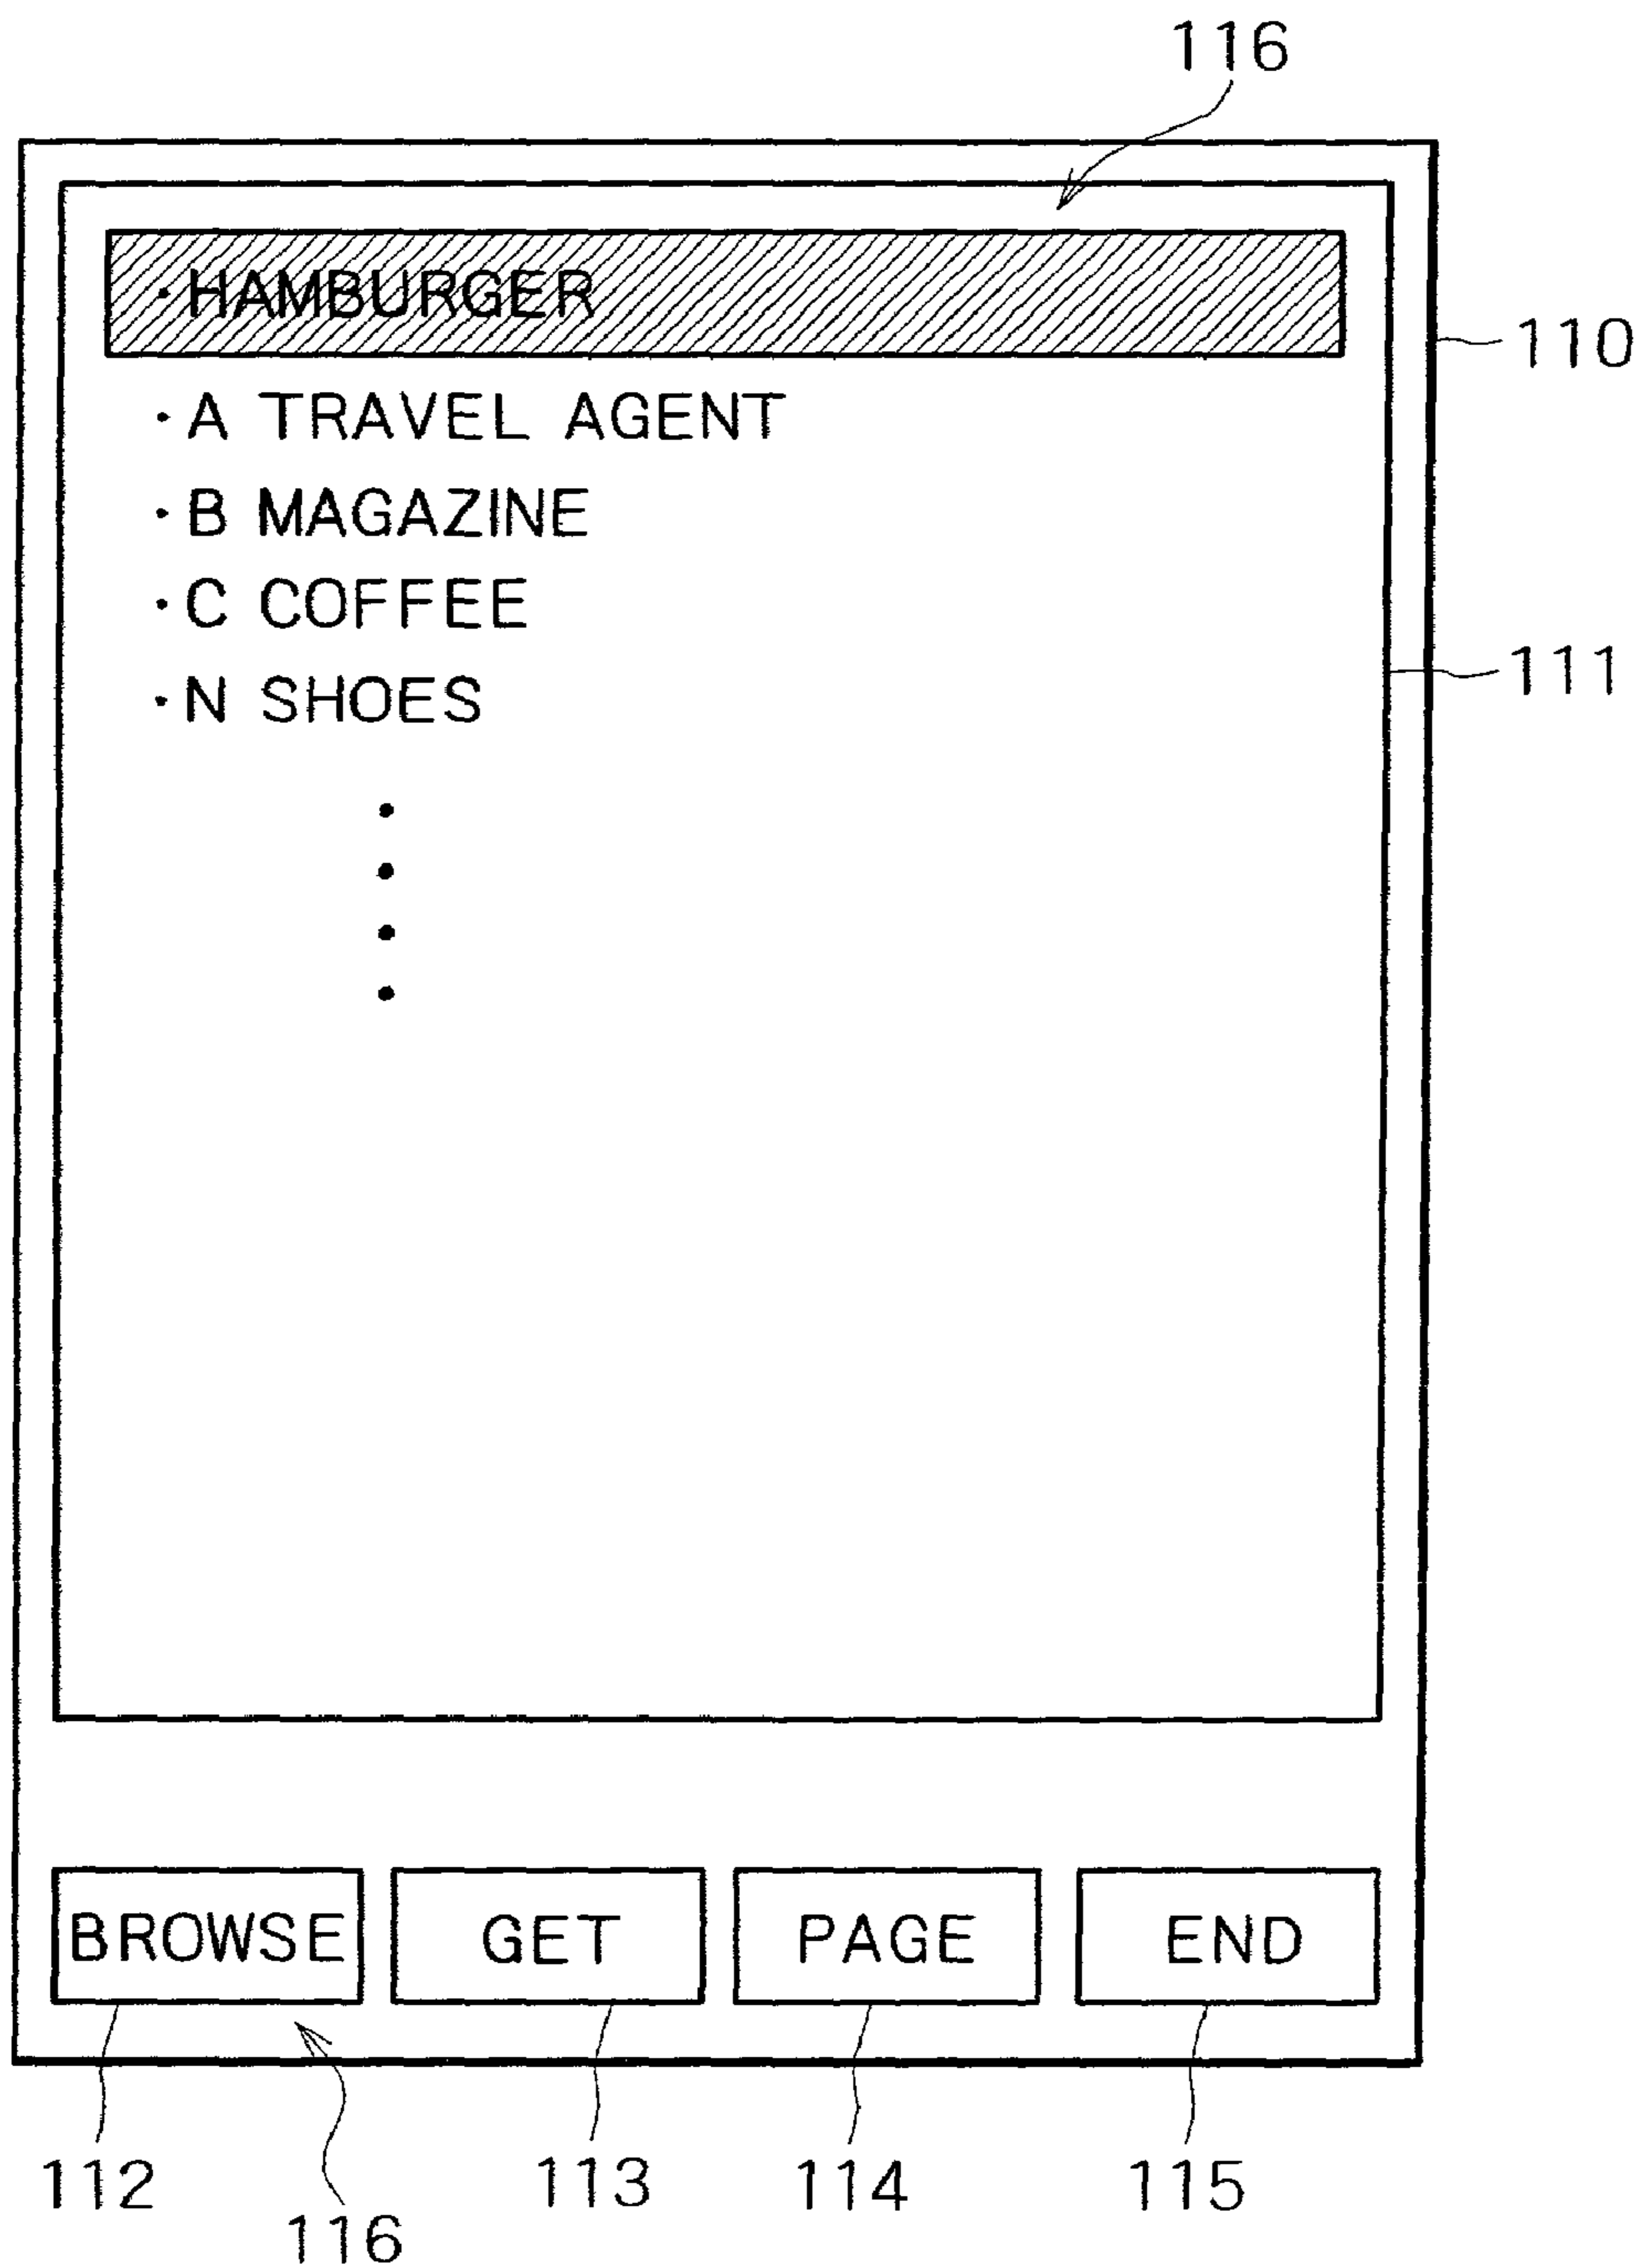 116
· HAMBURGER
110
· A TRAVEL AGENT
· B MAGAZINE
· C COFFEE
111
· N SHOES
BROWSE GET PAGE END
112 113 114 115
116